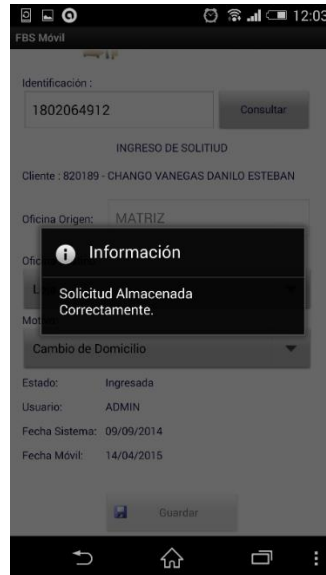 12:03
FBS Móvil
Identificación :
1802064912
Consultar
INGRESO DE SOLITIUD
Cliente : 820189 - CHANGO VANEGAS DANILO ESTEBAN
Oficina Origen:
MATRIZ
Información
Solicitud Almacenada
Correctamente.
Cambio de Domicilio
Estado:
Ingresada
Usuario:
ADMIN
Fecha Sistema:
09/09/2014
Fecha Móvil:
14/04/2015
Guardar